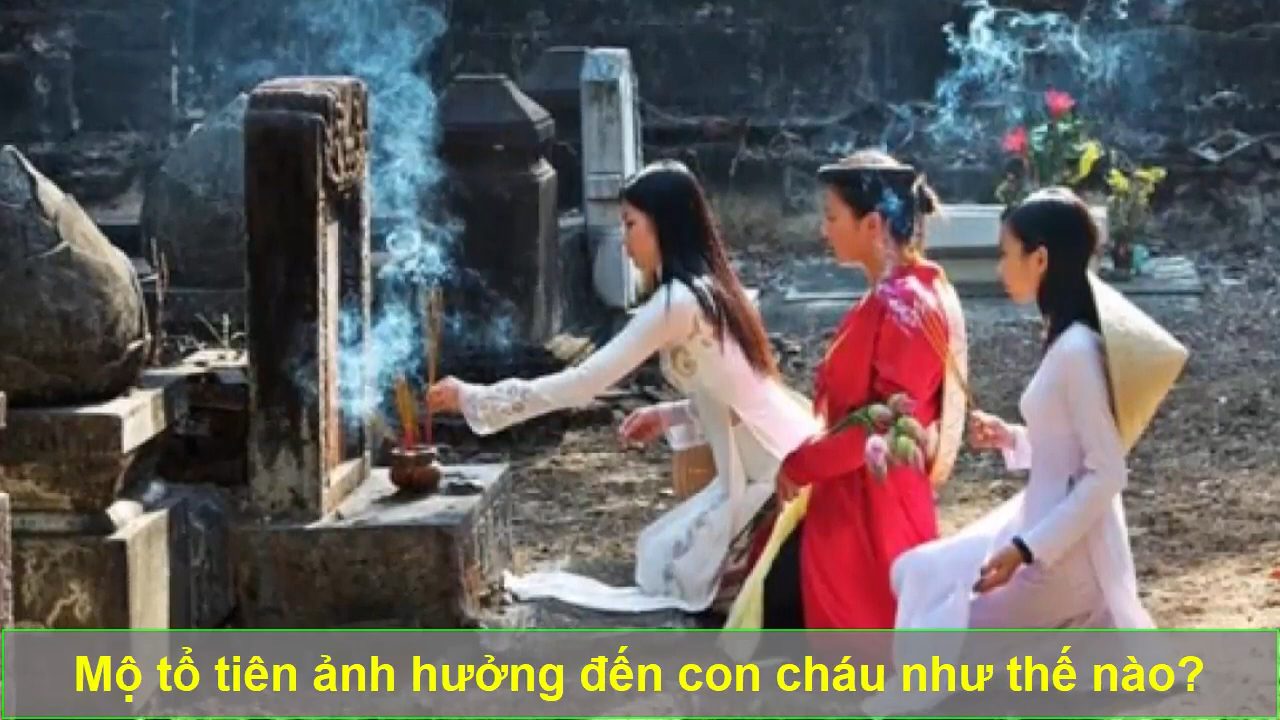 Mộ tổ tiên ảnh hưởng đến con cháu như thế nào?